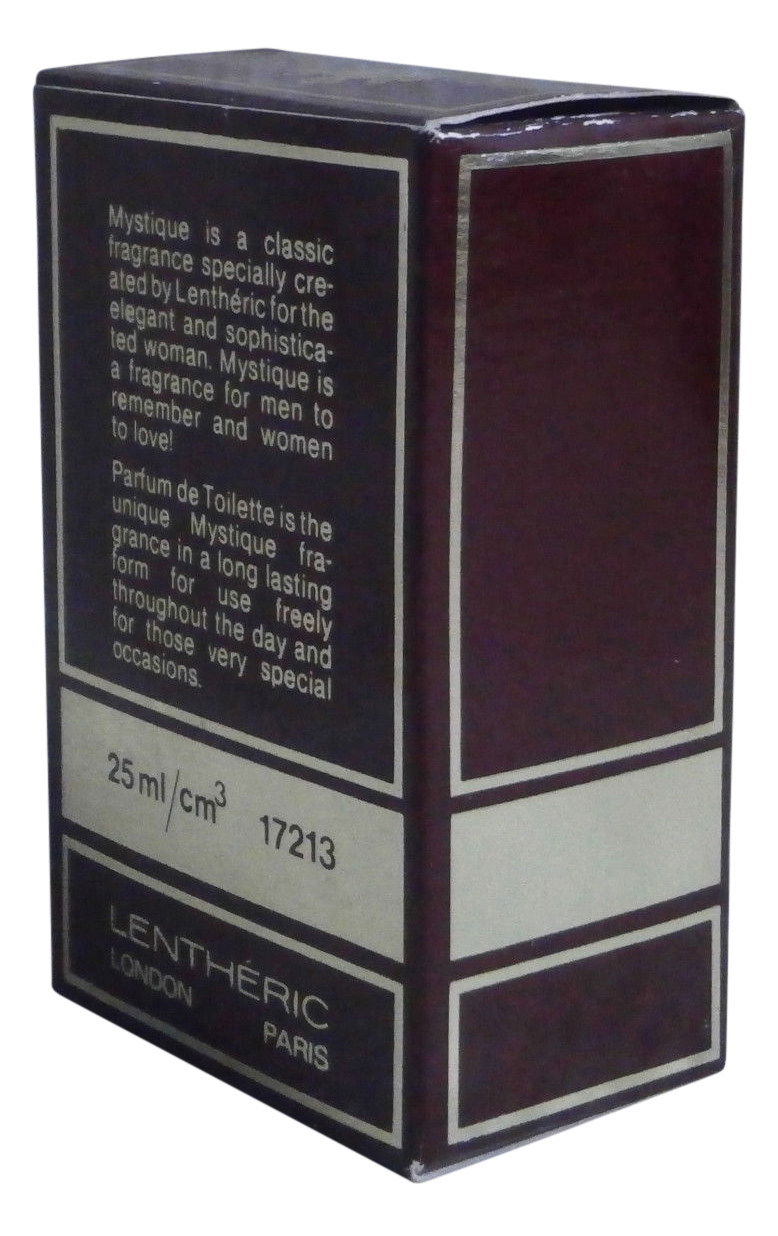 Mystique is a classic
fragrance specially cre-
ated by Lenthéric for the
elegant and sophistica-
ted woman. Mystique is
a fragrance for men to
remember and women
to love!
Parfum de Toilette is the
unique Mystique fra-
grance in a long lasting
form for use freely
throughout the day and
for those very special
occasions.
25 ml/cm³ 17213
LENTHÉRIC
LONDON PARIS